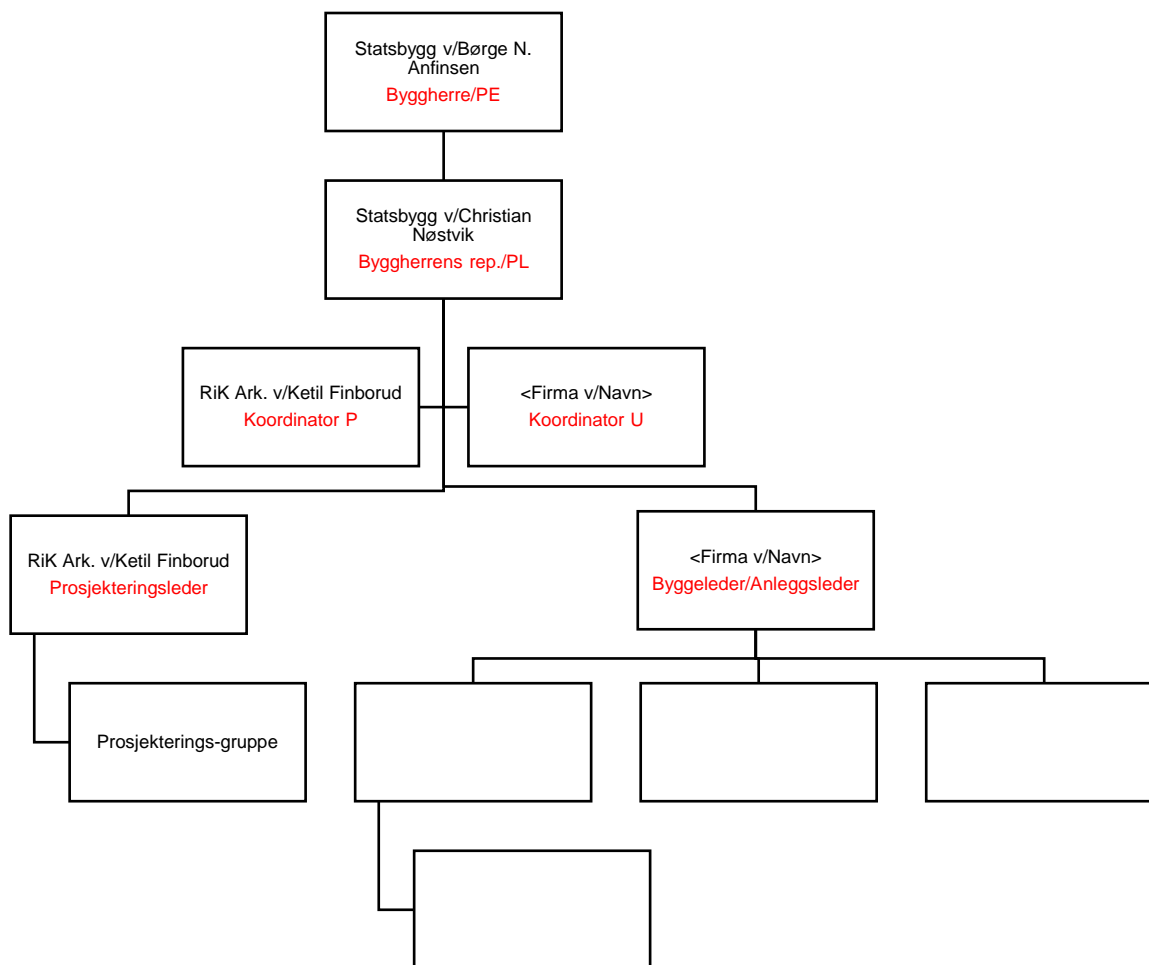 Statsbygg v/Børge N.
Anfinsen
Byggherre/PE
Statsbygg v/Christian
Nøstvik
Byggherrens rep./PL
RiK Ark. v/Ketil Finborud
Koordinator P
<Firma v/Navn>
Koordinator U
RiK Ark. v/Ketil Finborud
Prosjekteringsleder
<Firma v/Navn>
Byggeleder/Anleggsleder
Prosjekterings-gruppe